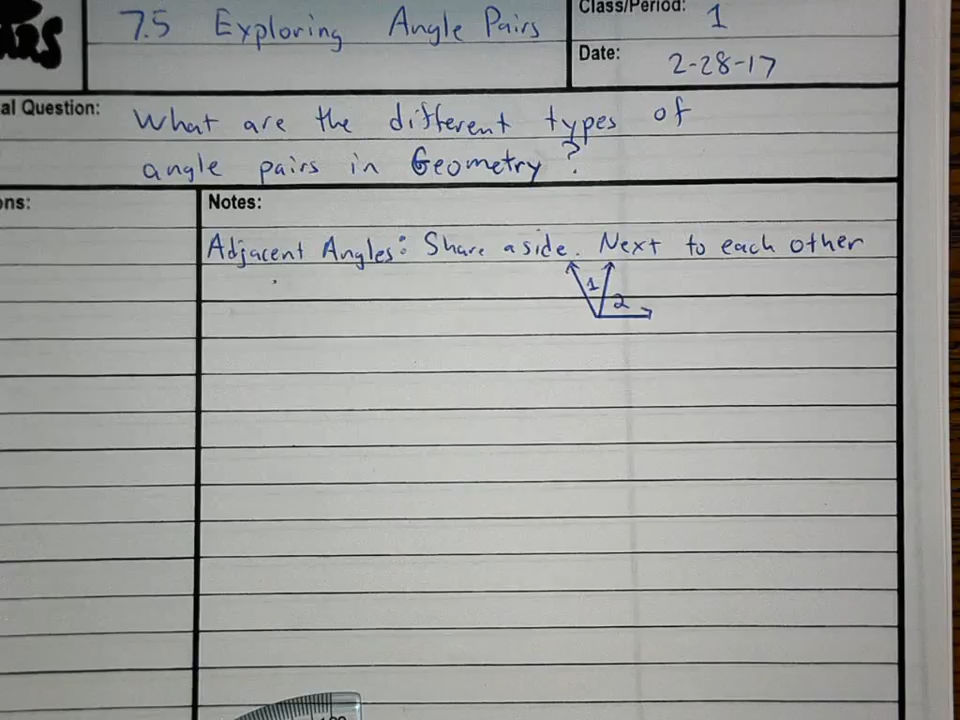 7.5 Exploring Angle Pairs
Class/Period: 1
Date: 2-28-17
al Question: What are the different types of
angle pairs in Geometry?
ons:
Notes:
Adjacent Angles: Share a side. Next to each other
1
2